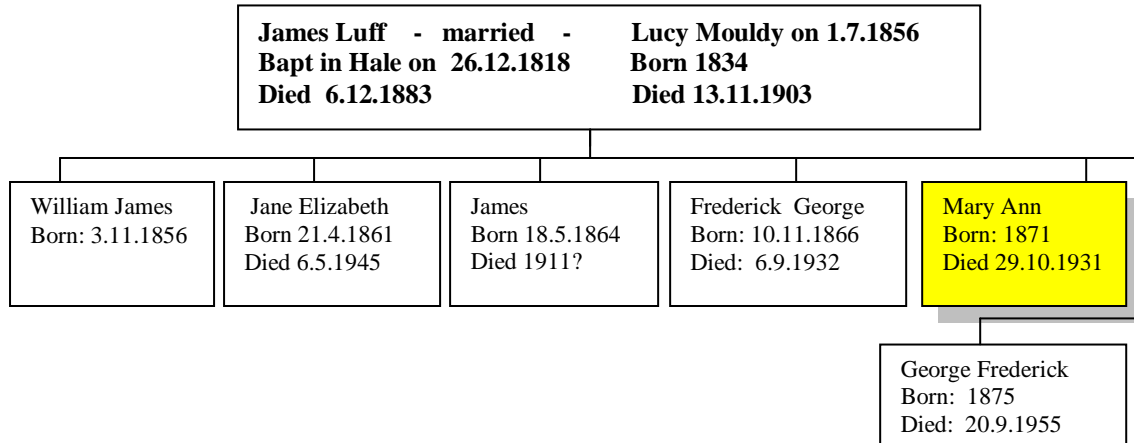 James Luff - married - Lucy Mouldy on 1.7.1856
Bapt in Hale on 26.12.1818 Born 1834
Died 6.12.1883 Died 13.11.1903
William James
Born: 3.11.1856
Jane Elizabeth
Born 21.4.1861
Died 6.5.1945
James
Born 18.5.1864
Died 1911?
Frederick George
Born: 10.11.1866
Died: 6.9.1932
Mary Ann
Born: 1871
Died 29.10.1931
George Frederick
Born: 1875
Died: 20.9.1955